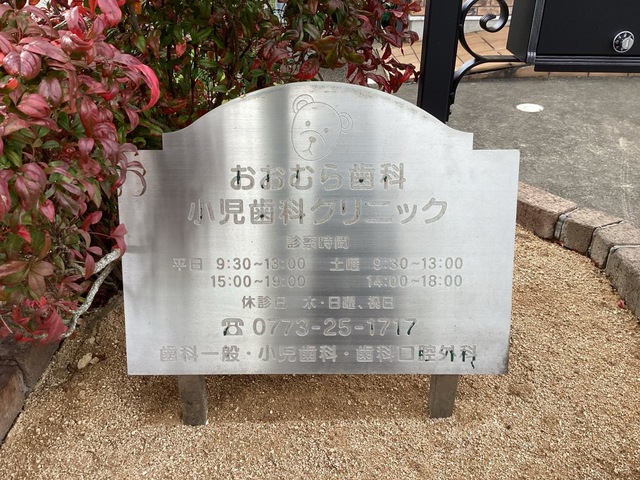 おおむら歯科
小児歯科クリニック
診察時間
平日 9:30~13:00 土曜 9:30~13:00
15:00~19:00 14:00~18:00
休診日 木・日曜、祝日
☎ 0773-25-1717
歯科一般・小児歯科・歯科口腔外科